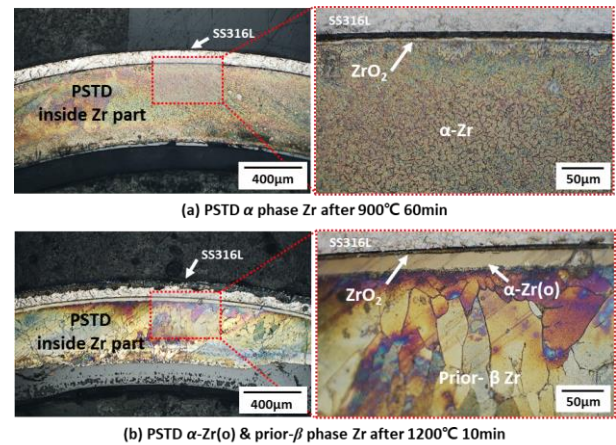 SS316L
PSTD
inside Zr part
400μm
SS316L
ZrO2
α-Zr
50μm
(a) PSTD α phase Zr after 900℃ 60min
SS316L
PSTD
inside Zr part
400μm
SS316L
ZrO2
α-Zr(o)
Prior- β Zr
50μm
(b) PSTD α-Zr(o) & prior-β phase Zr after 1200℃ 10min